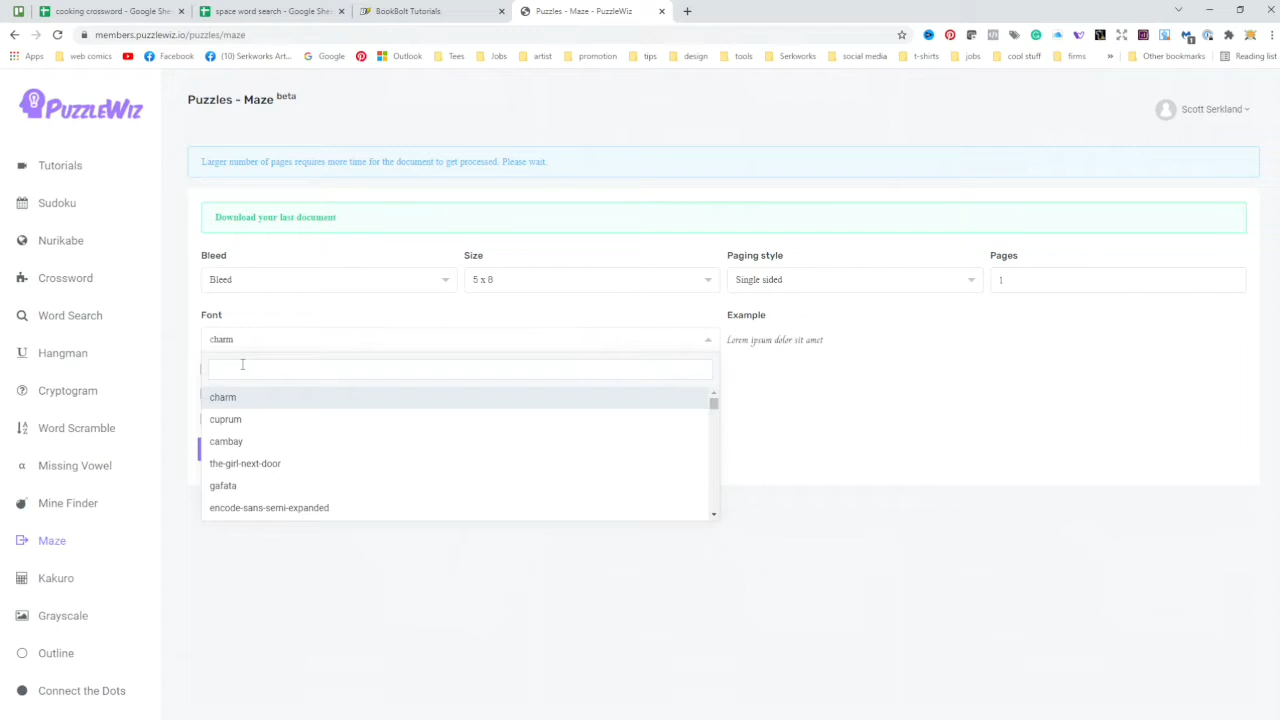 cooking crossword - Google She
space word search - Google She
BookBolt Tutorials
Puzzles - Maze - PuzzleWiz
members.puzzlewiz.io/puzzles/maze
Apps
web comics
Facebook
(10) Serkworks Art...
Google
Outlook
Tees
Jobs
artist
promotion
tips
design
tools
Serkworks
social media
t-shirts
jobs
cool stuff
firms
Other bookmarks
Reading list
PUZZLEWIZ
Puzzles - Maze beta
Scott Serkland
Larger number of pages requires more time for the document to get processed. Please wait.
Tutorials
Sudoku
Nurikabe
Crossword
Word Search
Hangman
Cryptogram
Word Scramble
Missing Vowel
Mine Finder
Maze
Kakuro
Grayscale
Outline
Connect the Dots
Download your last document
Bleed
Size
Paging style
Pages
Bleed
5 x 8
Single sided
1
Font
Example
charm
Lorem ipsum dolor sit amet
charm
cuprum
cambay
the-girl-next-door
gafata
encode-sans-semi-expanded